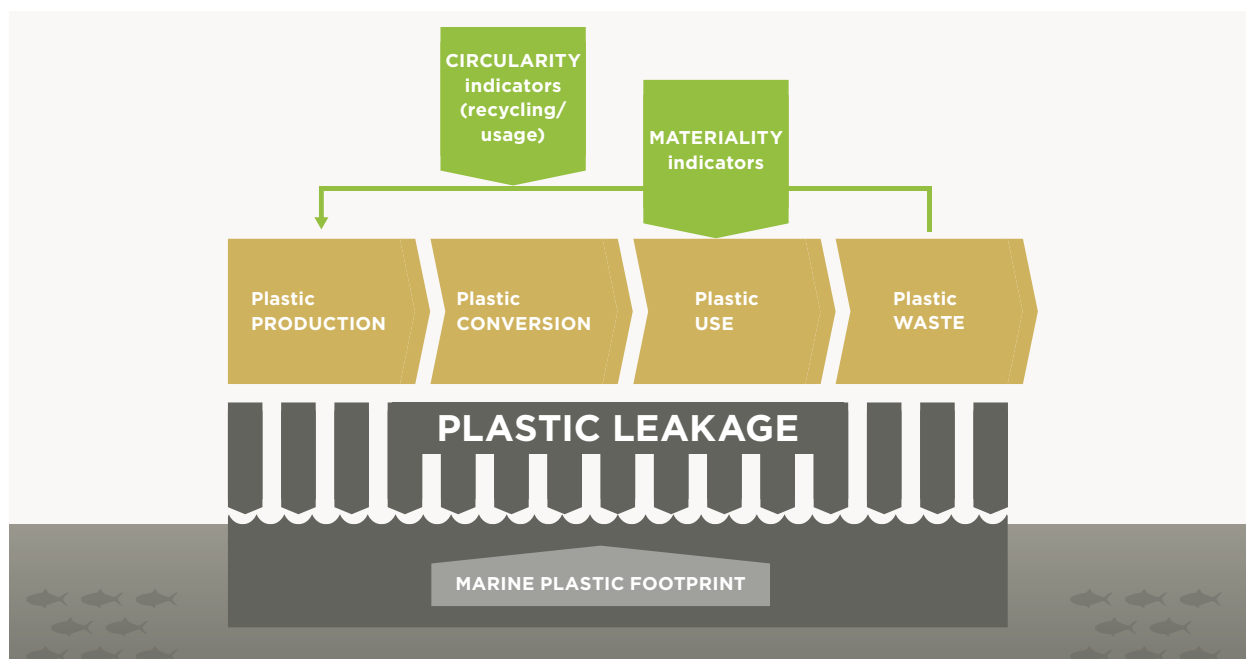 CIRCULARITY
indicators
(recycling/
usage)
MATERIALITY
indicators
Plastic
PRODUCTION
Plastic
CONVERSION
Plastic
USE
Plastic
WASTE
PLASTIC LEAKAGE
MARINE PLASTIC FOOTPRINT